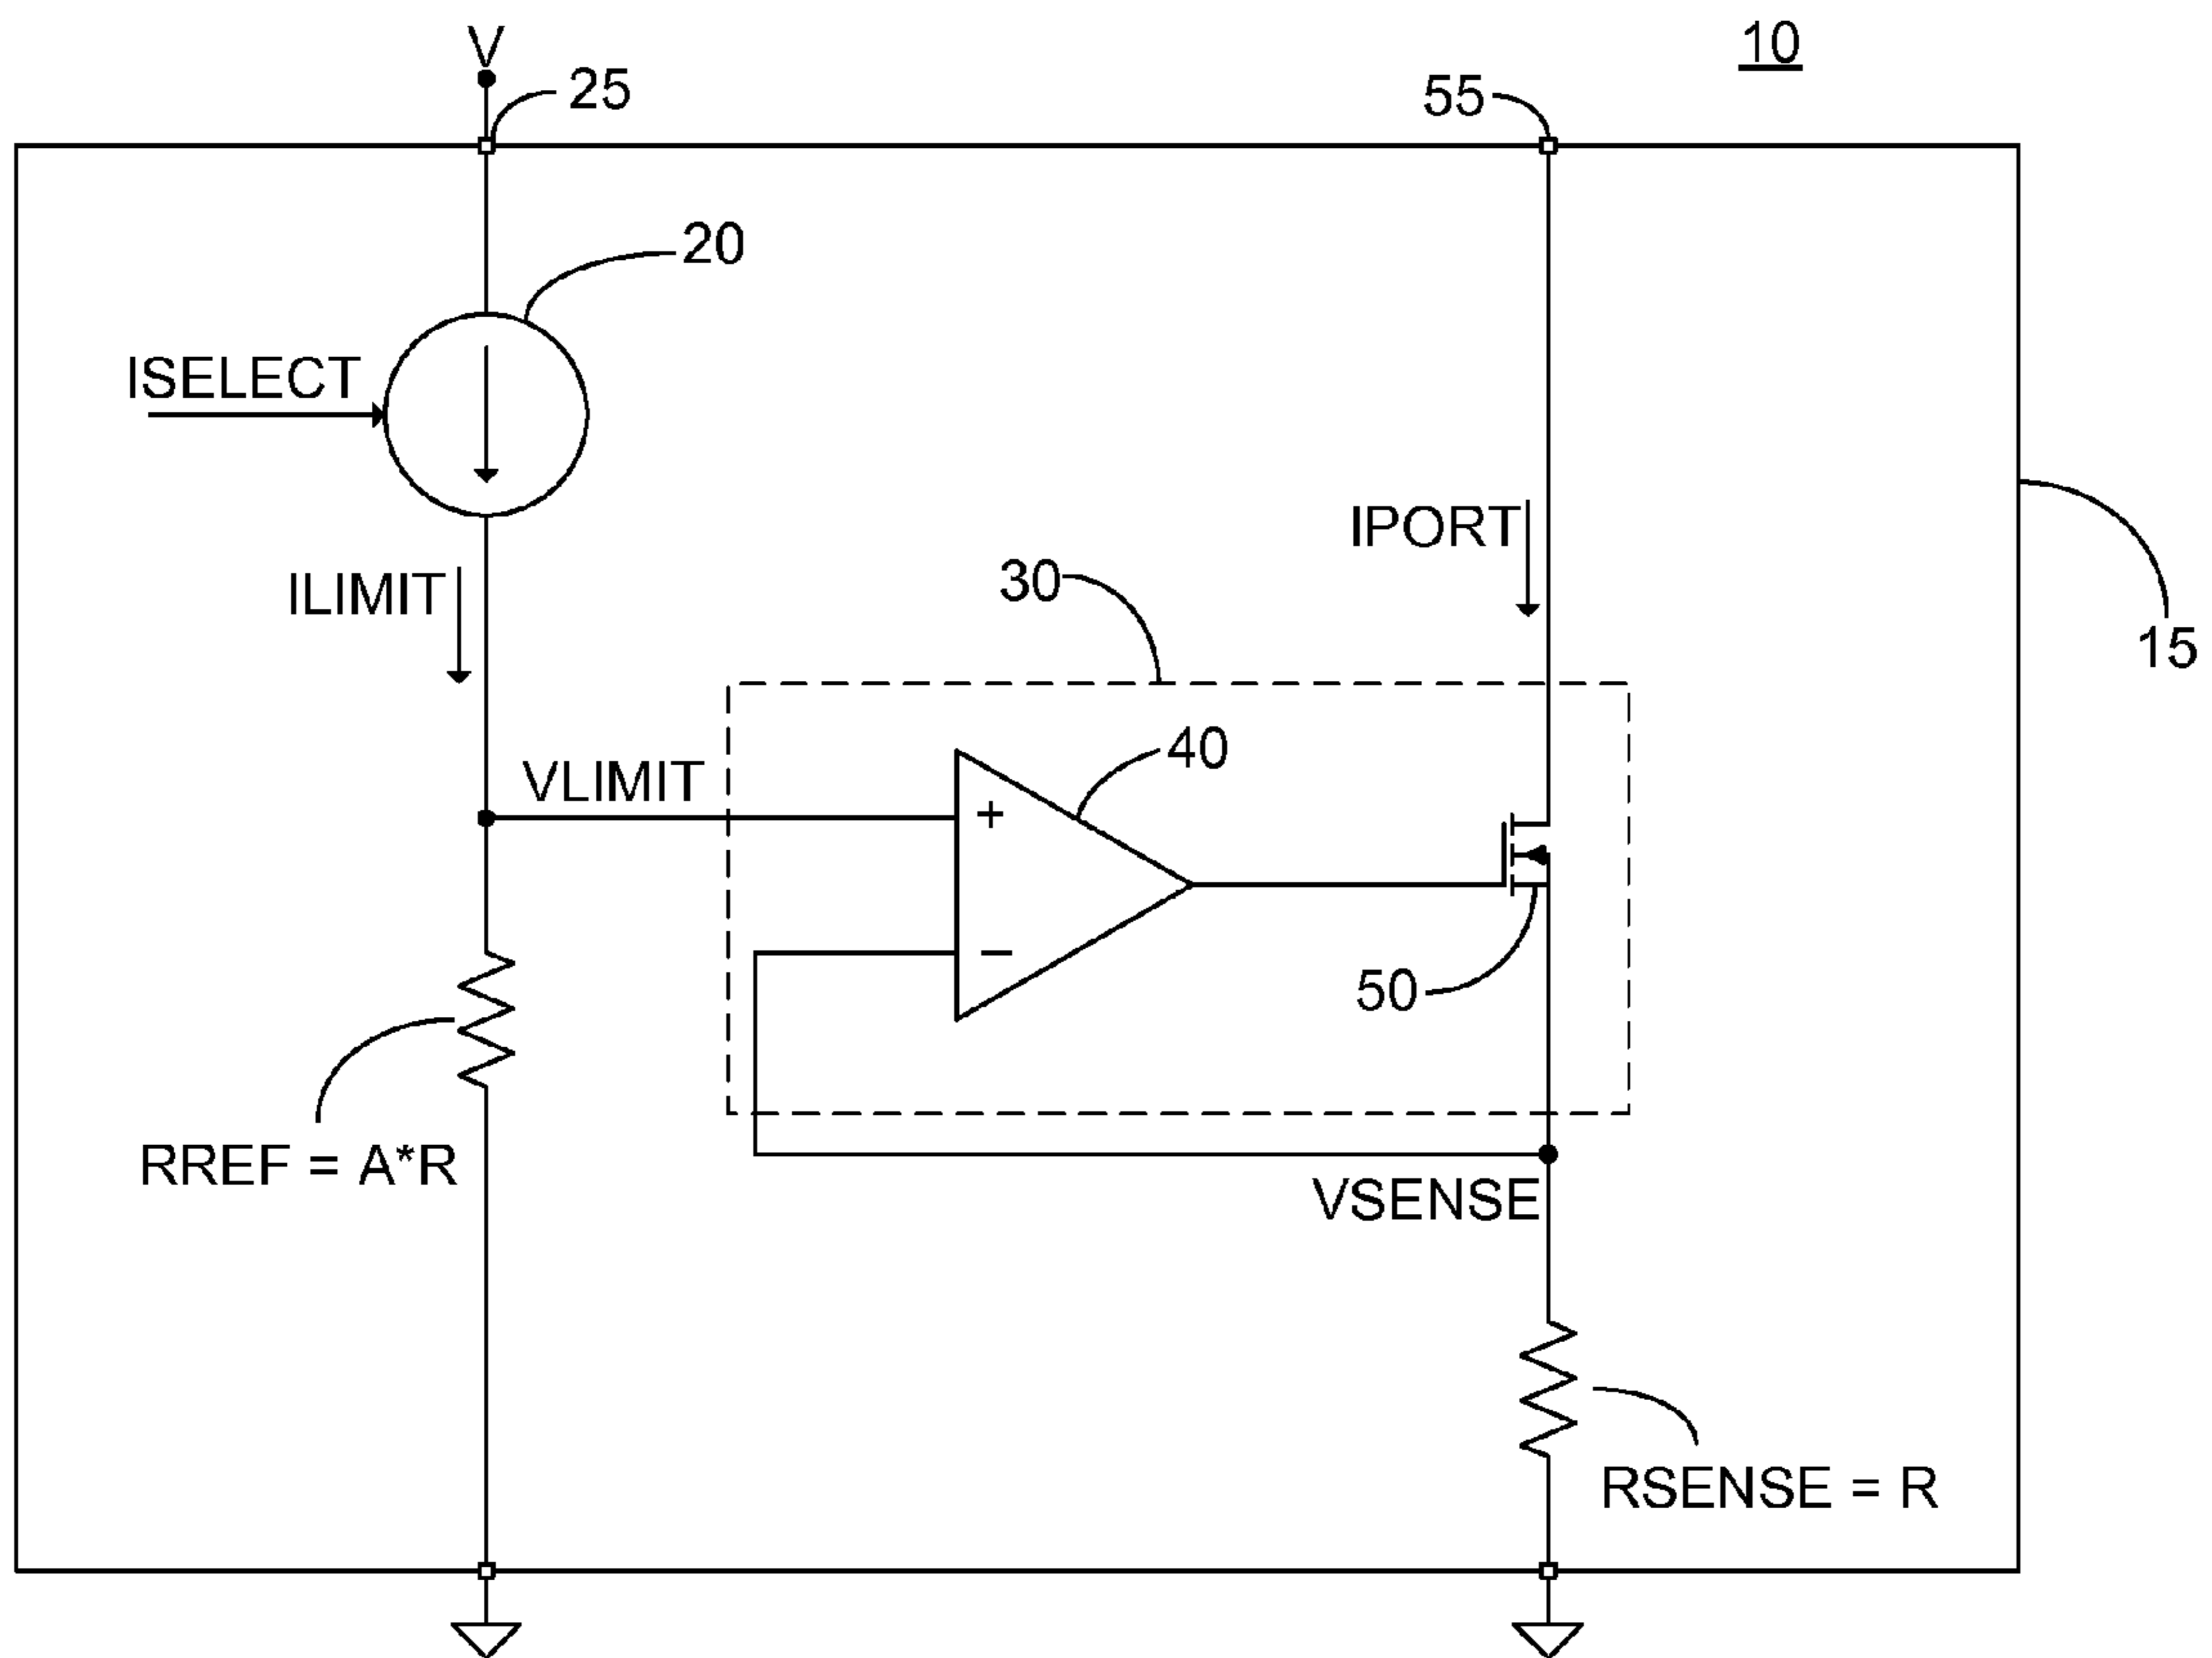 V
10
25
55
20
ISELECT
IPORT
30
ILIMIT
15
40
VLIMIT
+
−
50
RREF = A*R
VSENSE
RSENSE = R